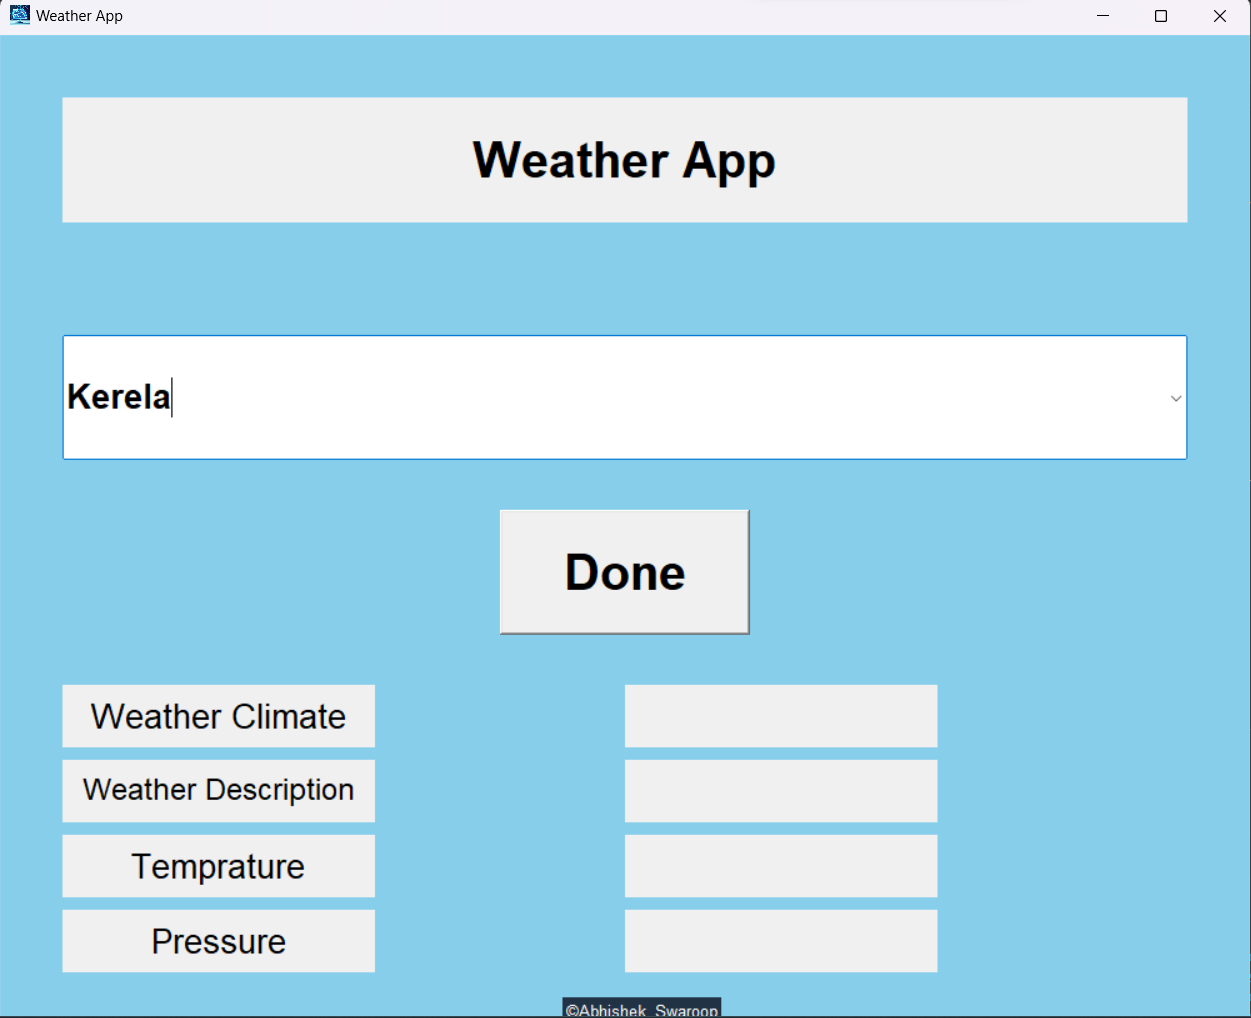 Weather App
Weather App
Kerela
Done
Weather Climate
Weather Description
Temprature
Pressure
©Abhishek_Swaroop